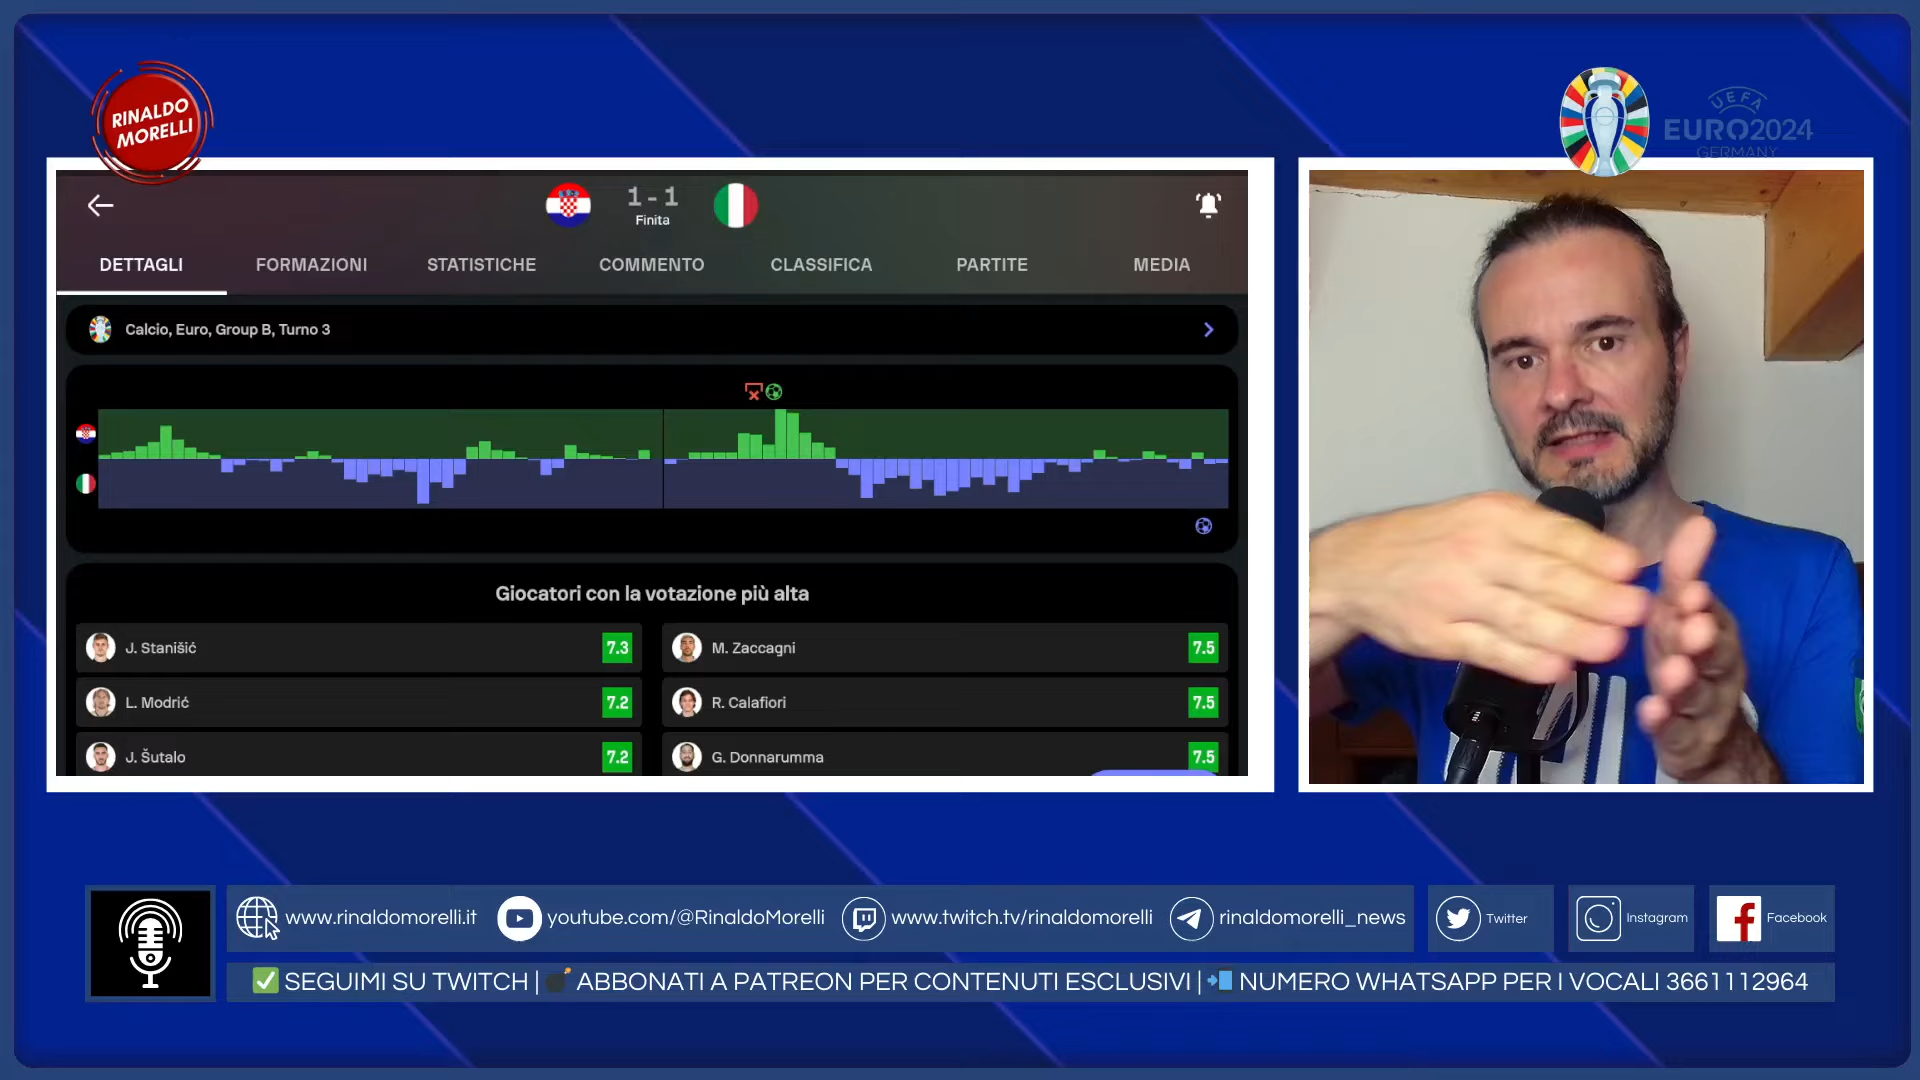 RINALDO
MORELLI
UEFA
EURO2024
GERMANY
1 - 1
Finita
DETTAGLI
FORMAZIONI
STATISTICHE
COMMENTO
CLASSIFICA
PARTITE
MEDIA
Calcio, Euro, Group B, Turno 3
Giocatori con la votazione più alta
J. Stanišić 7.3
M. Zaccagni 7.5
L. Modrić 7.2
R. Calafiori 7.5
J. Šutalo 7.2
G. Donnarumma 7.5
www.rinaldomorelli.it
youtube.com/@RinaldoMorelli
www.twitch.tv/rinaldomorelli
rinaldomorelli_news
Twitter
Instagram
Facebook
✅ SEGUIMI SU TWITCH | 💣 ABBONATI A PATREON PER CONTENUTI ESCLUSIVI | 📲 NUMERO WHATSAPP PER I VOCALI 3661112964